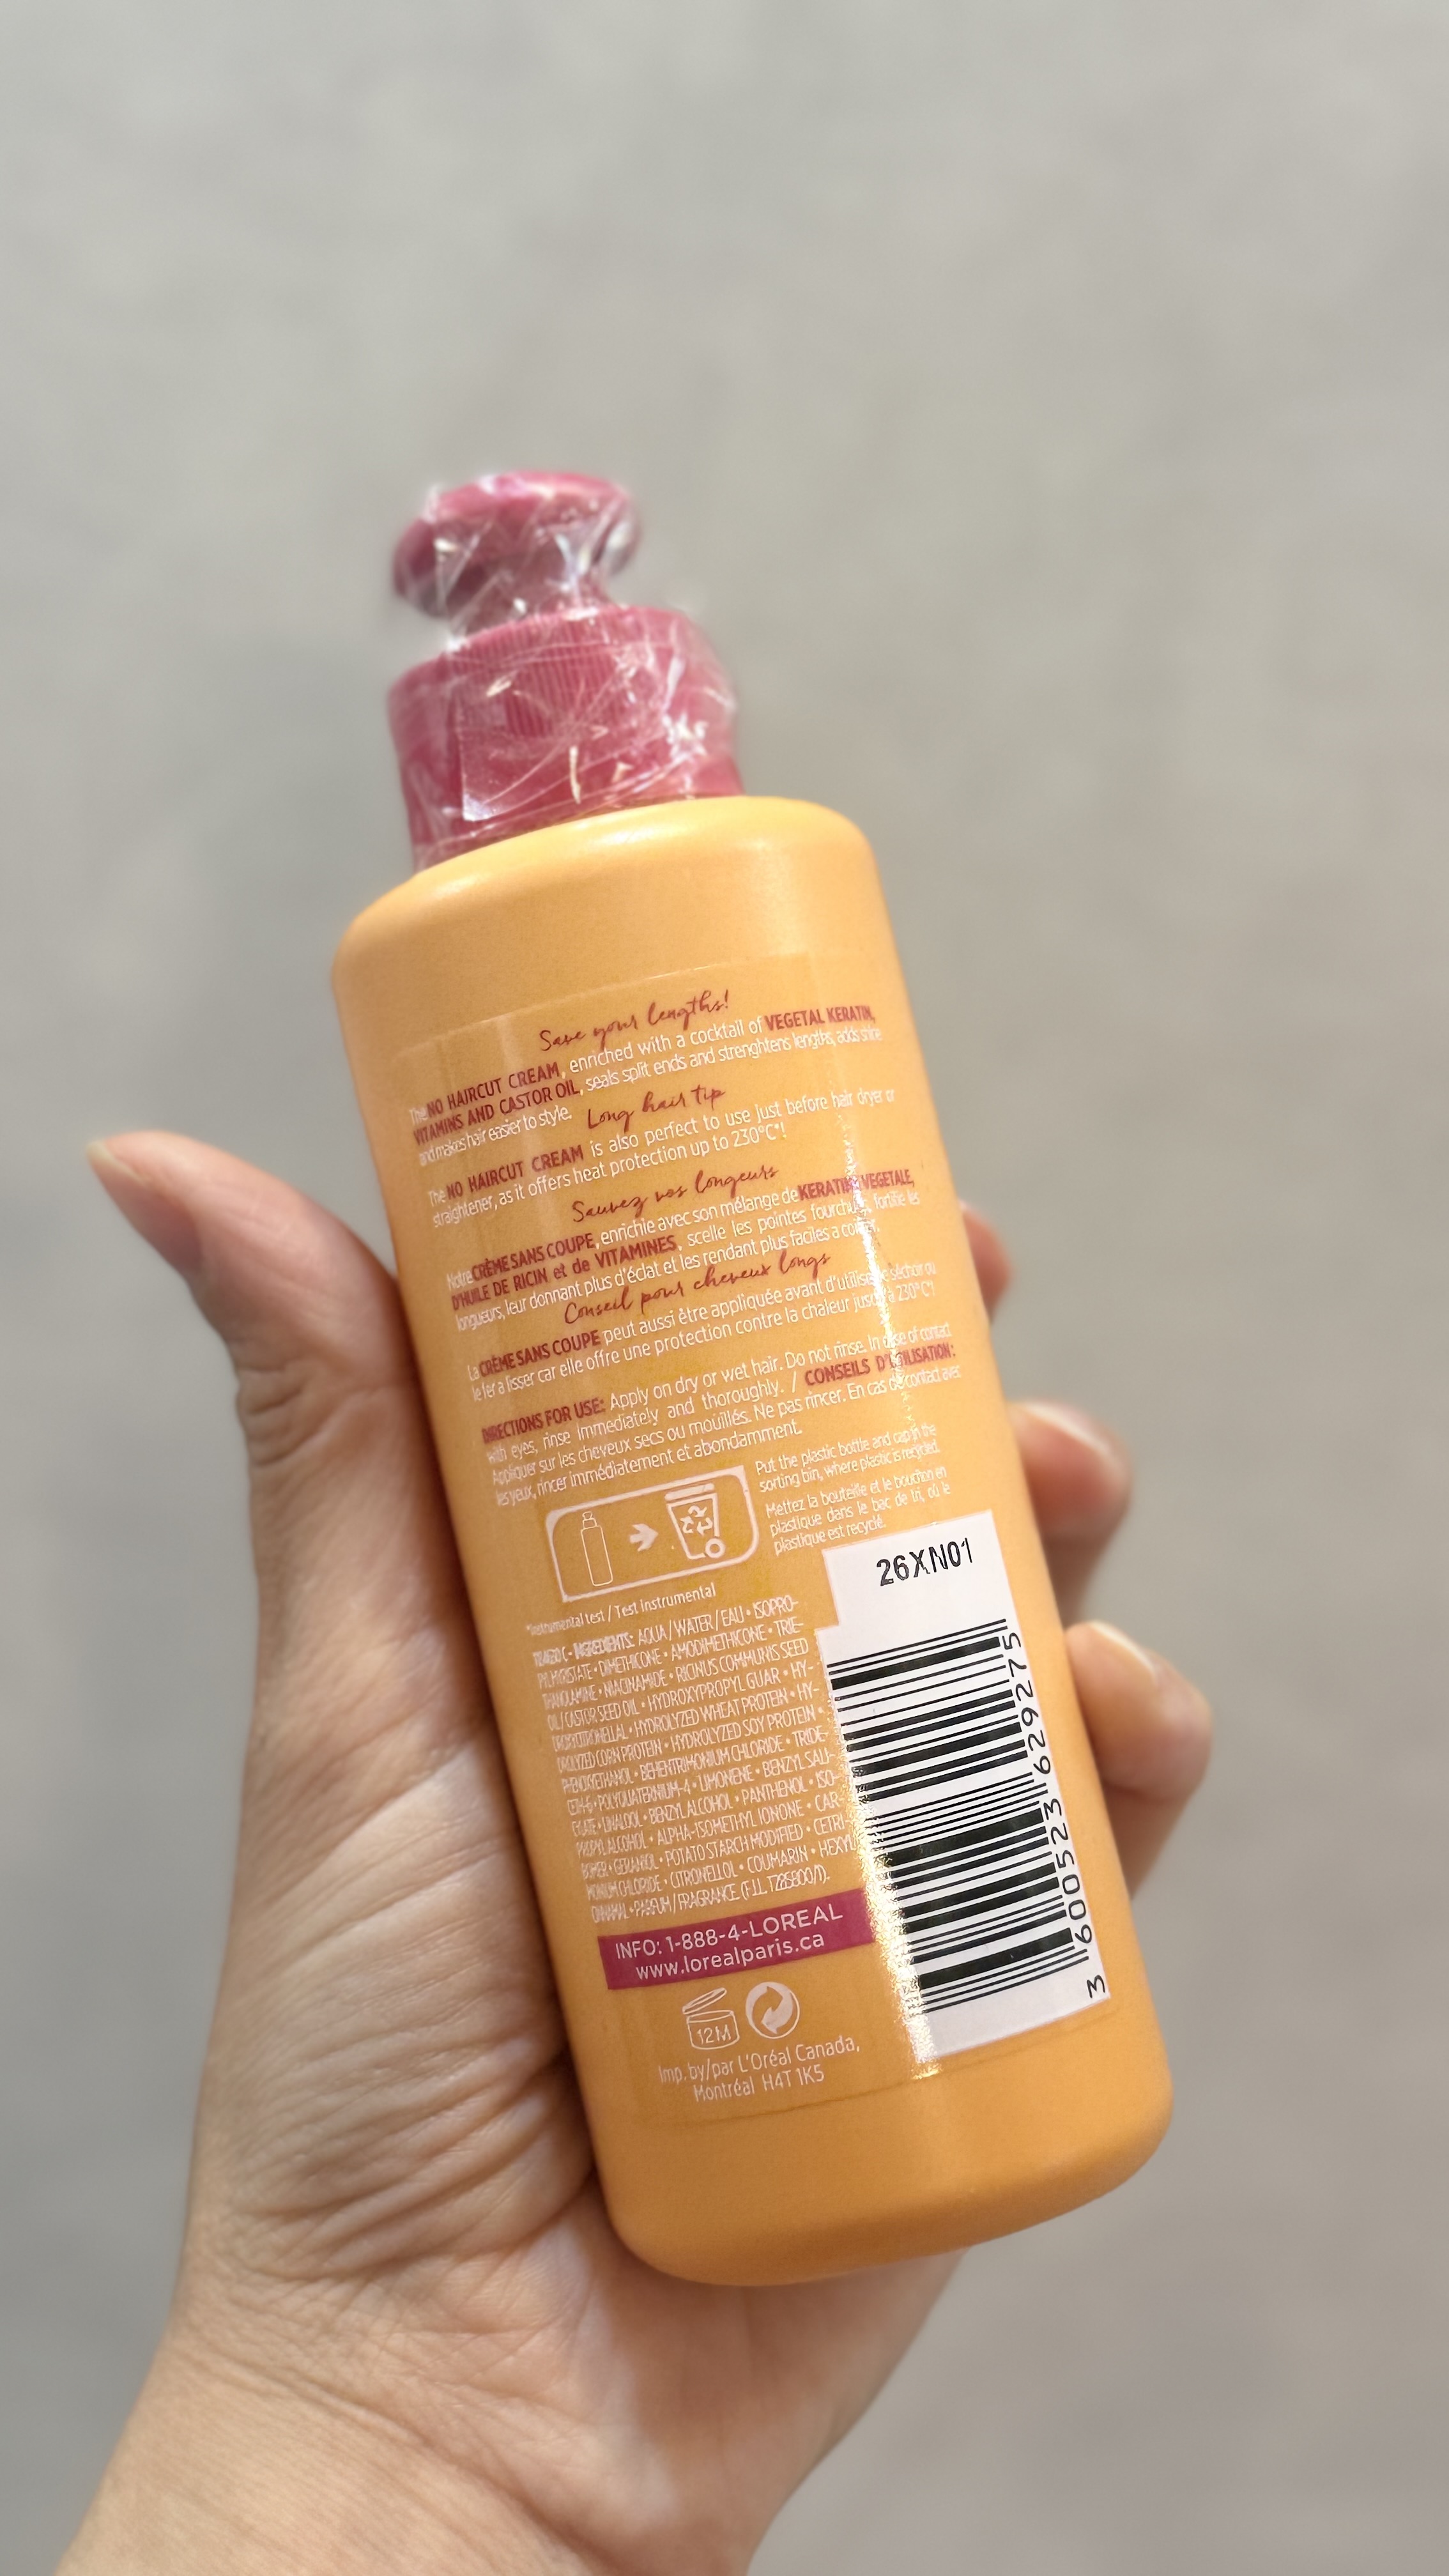 Save your lengths!
The NO HAIRCUT CREAM, enriched with a cocktail of VEGETAL KERATIN,
VITAMINS AND CASTOR OIL, seals split ends and strenghtens lengths, adds shine
and makes hair easier to style.
Long hair tip
The NO HAIRCUT CREAM is also perfect to use just before hair dryer or
straightener, as it offers heat protection up to 230°C*!
Sauvez vos longeurs
Notre CRÈME SANS COUPE, enrichie avec son mélange de KERATINE VEGETALE,
D'HUILE DE RICIN et de VITAMINES, scelle les pointes fourchues, fortifie les
longueurs, leur donnant plus d'éclat et les rendant plus faciles a coiffer.
Conseil pour cheveux longs
La CRÈME SANS COUPE peut aussi être appliquée avant d'utiliser le séchoir ou
le fer a lisser car elle offre une protection contre la chaleur jusqu'à 230°C*!
DIRECTIONS FOR USE: Apply on dry or wet hair. Do not rinse. In case of contact
with eyes, rinse immediately and thoroughly. / CONSEILS D'UTILISATION:
Appliquer sur les cheveux secs ou mouillés. Ne pas rincer. En cas de contact avec
les yeux, rincer immédiatement et abondamment.
Put the plastic bottle and cap in the
sorting bin, where plastic is recycled.
Mettez la bouteille et le bouchon en
plastique dans le bac de tri, où le
plastique est recyclé.
*Instrumental test / Test instrumental
INGREDIENTS: AQUA / WATER / EAU • ISOPRO-
PYL MYRISTATE • DIMETHICONE • AMODIMETHICONE • TRIE-
THANOLAMINE • NIACINAMIDE • RICINUS COMMUNIS SEED
OIL / CASTOR SEED OIL • HYDROXYPROPYL GUAR • HY-
DROXYCITRONELLAL • HYDROLYZED WHEAT PROTEIN • HY-
DROLYZED CORN PROTEIN • HYDROLYZED SOY PROTEIN •
PHENOXYETHANOL • BEHENTRIMONIUM CHLORIDE • TRIDE-
CETH-6 • POLYQUATERNIUM-4 • LIMONENE • BENZYL SALI-
CYLATE • LINALOOL • BENZYL ALCOHOL • PANTHENOL • ISO-
PROPYL ALCOHOL • ALPHA-ISOMETHYL IONONE • CAR-
BOMER • GERANIOL • POTATO STARCH MODIFIED • CETRI-
MONIUM CHLORIDE • CITRONELLOL • COUMARIN • HEXYL
CINNAMAL • PARFUM / FRAGRANCE (F.I.L. T285800/1).
26XN01
3 600523 629275
INFO: 1-888-4-LOREAL
www.lorealparis.ca
12M
Imp. by/par L'Oréal Canada,
Montréal H4T 1K5